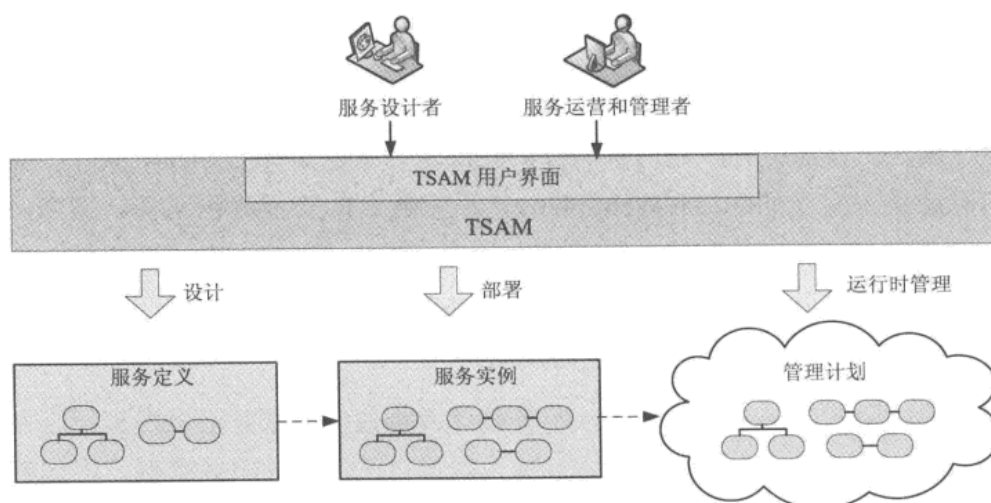 服务设计者
服务运营和管理者
TSAM 用户界面
TSAM
设计
部署
运行时管理
服务定义
服务实例
管理计划